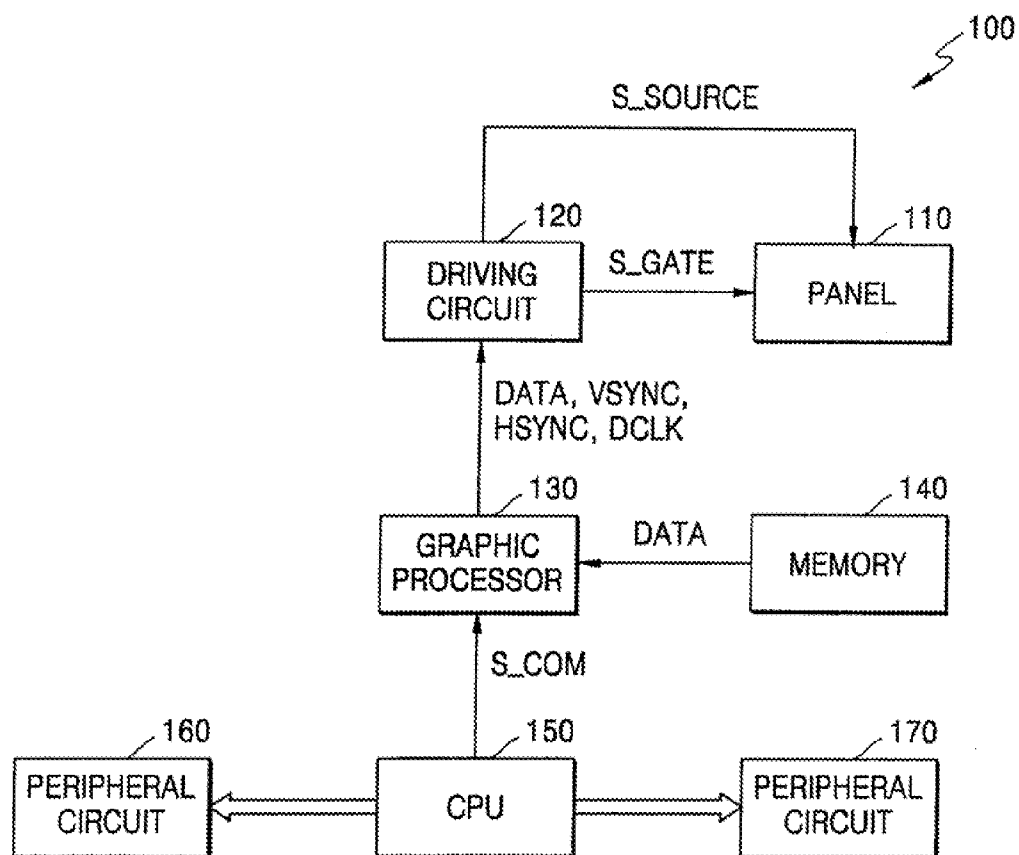 100
S_SOURCE
120
110
DRIVING
CIRCUIT
S_GATE
PANEL
DATA, VSYNC,
HSYNC, DCLK
130
140
GRAPHIC
PROCESSOR
DATA
MEMORY
S_COM
160
150
170
PERIPHERAL
CIRCUIT
CPU
PERIPHERAL
CIRCUIT